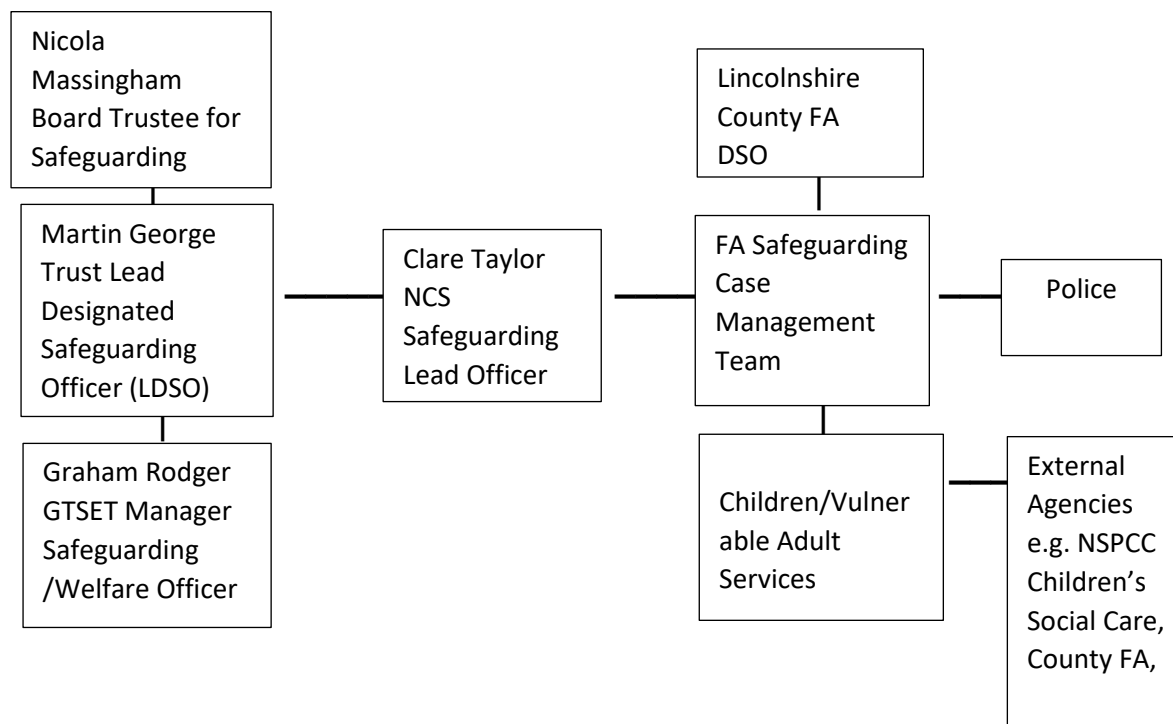 Nicola
Massingham
Board Trustee for
Safeguarding
Lincolnshire
County FA
DSO
Martin George
Trust Lead
Designated
Safeguarding
Officer (LDSO)
Clare Taylor
NCS
Safeguarding
Lead Officer
FA Safeguarding
Case
Management
Team
Police
Graham Rodger
GTSET Manager
Safeguarding
/Welfare Officer
Children/Vulner
able Adult
Services
External
Agencies
e.g. NSPCC
Children’s
Social Care,
County FA,